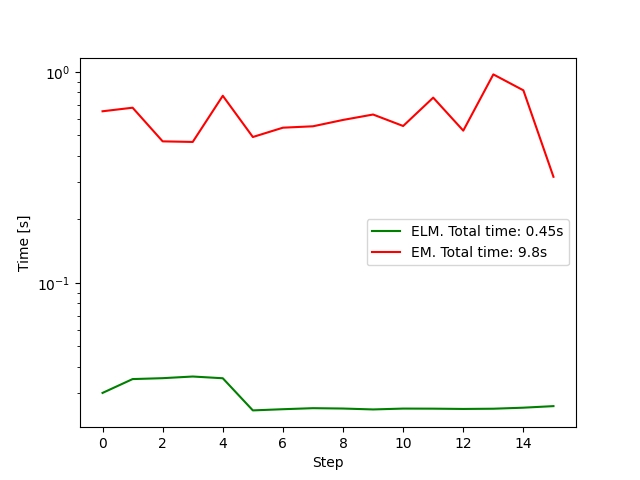 10⁰
10⁻¹
Time [s]
ELM. Total time: 0.45s
EM. Total time: 9.8s
0 2 4 6 8 10 12 14
Step